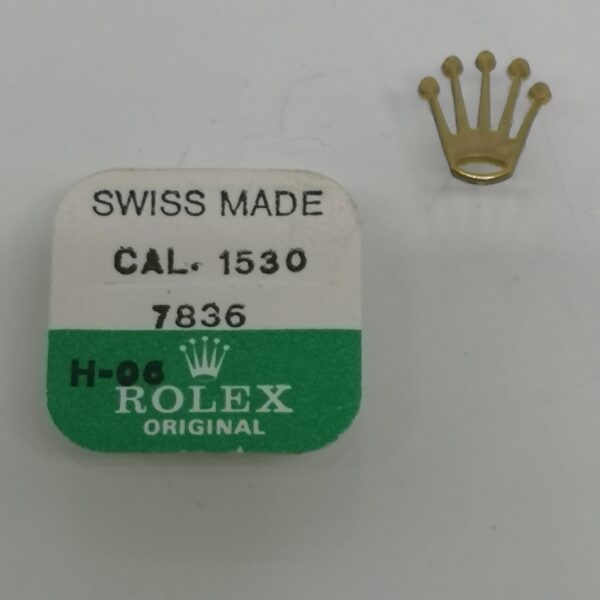 SWISS MADE
CAL. 1530
7836
H-06
ROLEX
ORIGINAL